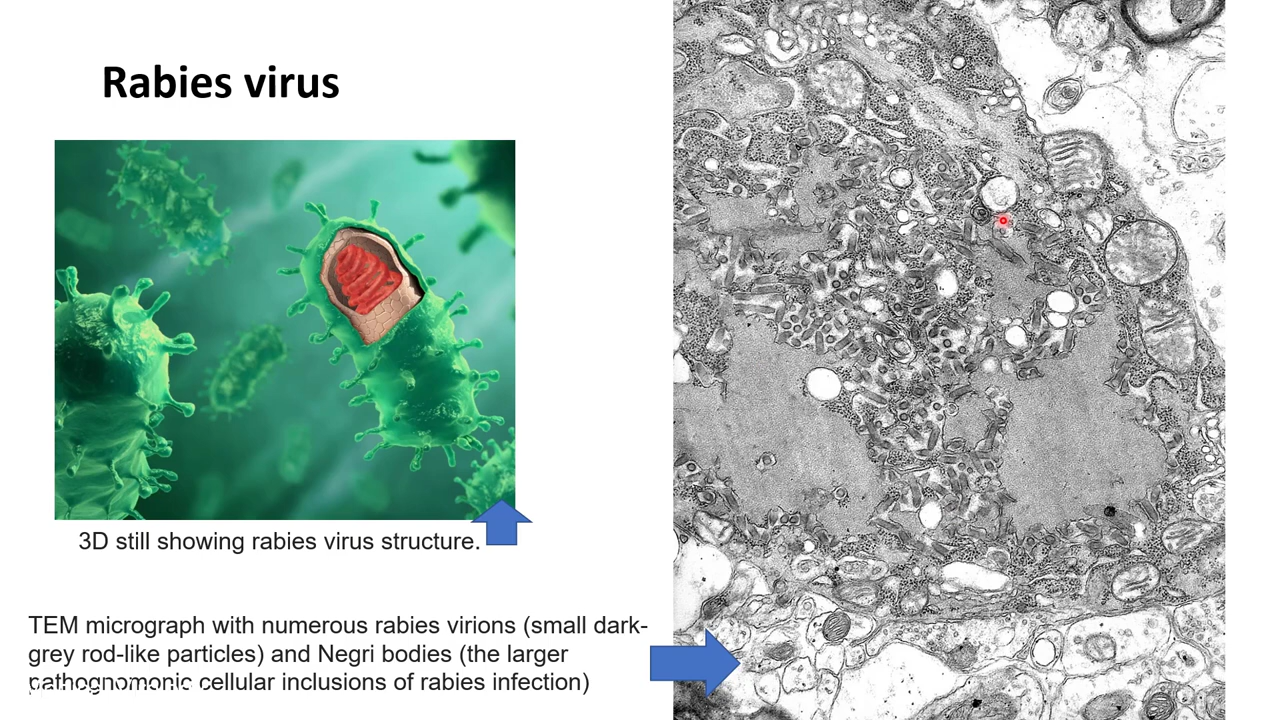 Rabies virus
3D still showing rabies virus structure.
TEM micrograph with numerous rabies virions (small dark-
grey rod-like particles) and Negri bodies (the larger
pathognomonic cellular inclusions of rabies infection)